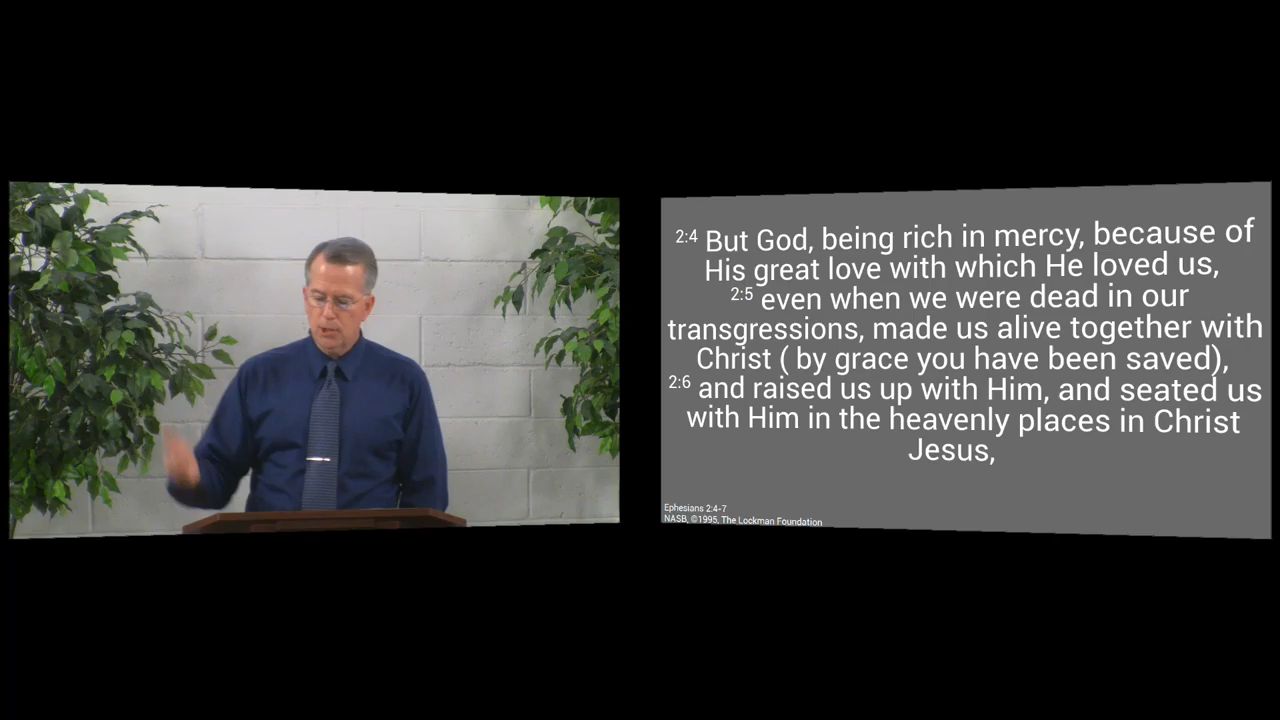 2:4 But God, being rich in mercy, because of
His great love with which He loved us,
2:5 even when we were dead in our
transgressions, made us alive together with
Christ ( by grace you have been saved),
2:6 and raised us up with Him, and seated us
with Him in the heavenly places in Christ
Jesus,
Ephesians 2:4-7
NASB, ©1995, The Lockman Foundation